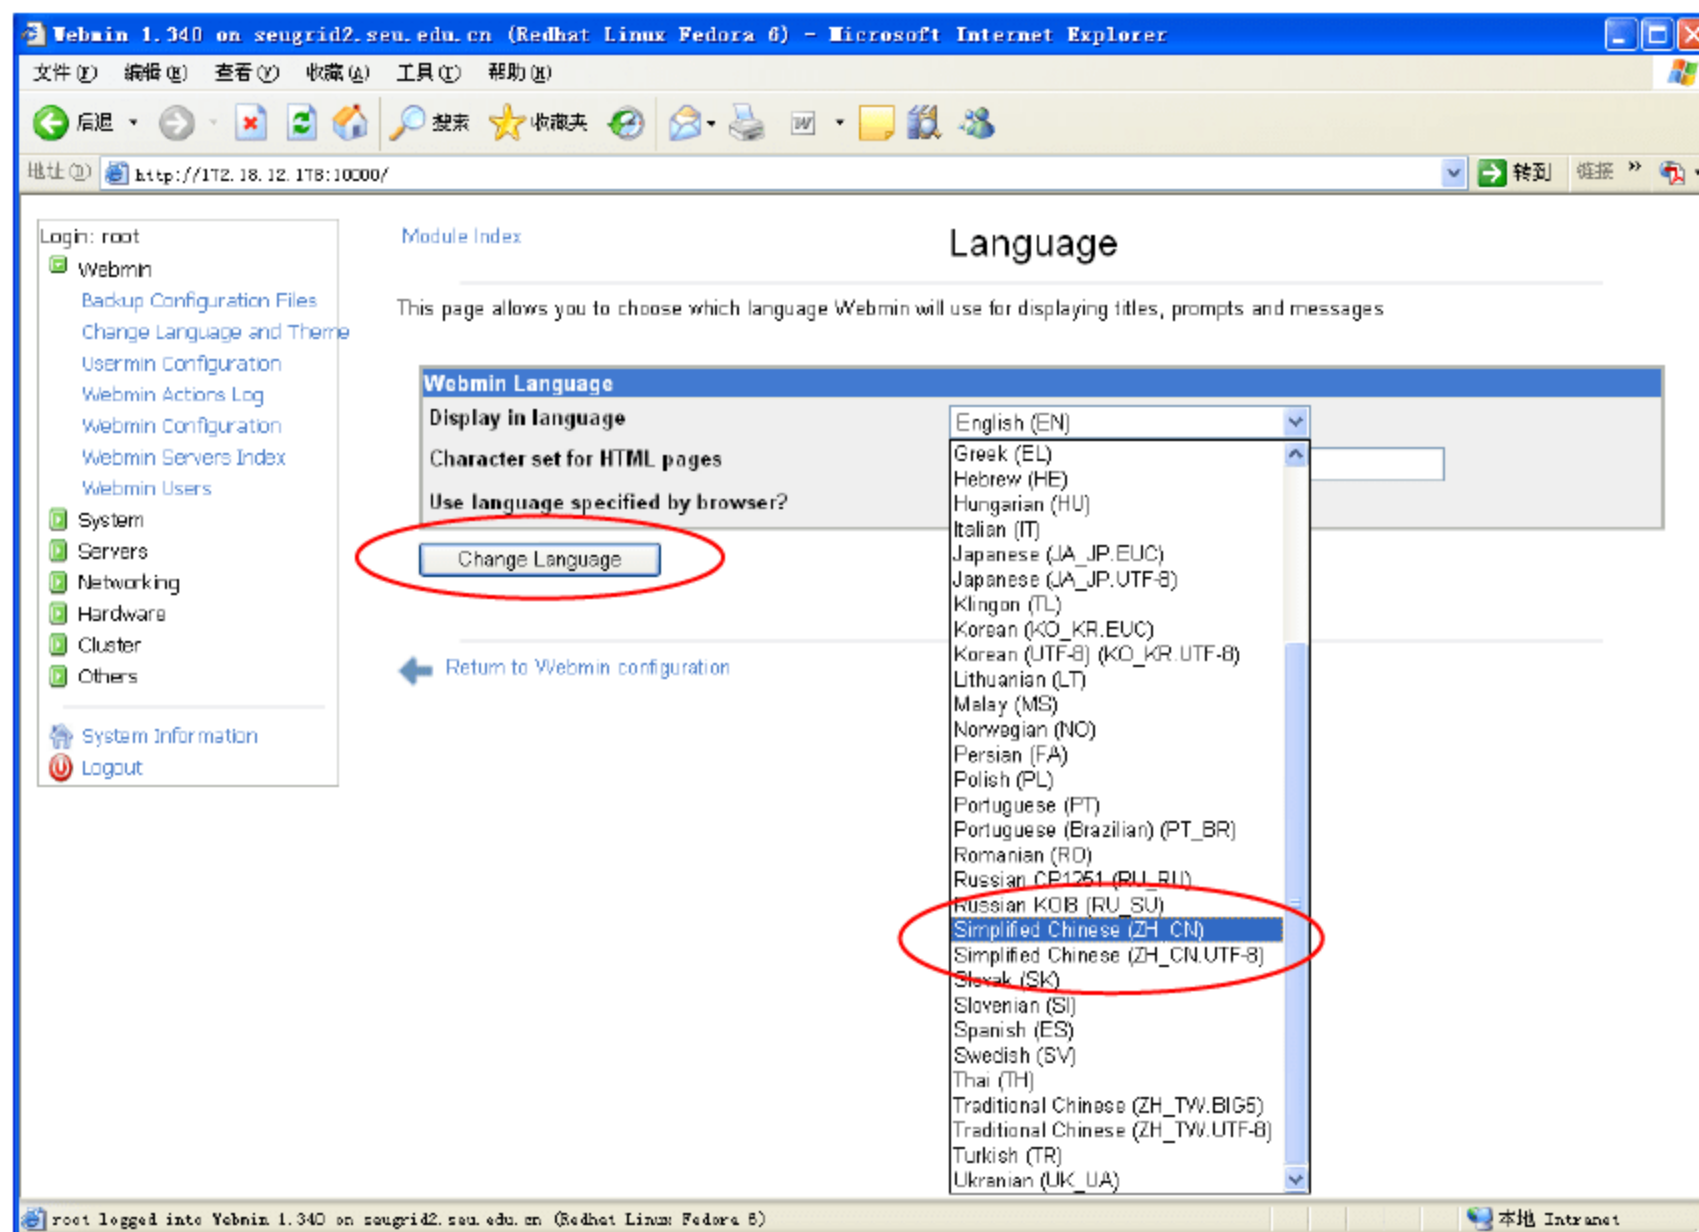 Webmin 1.340 on seugrid2.seu.edu.cn (Redhat Linux Fedora 6) - Microsoft Internet Explorer
文件(F) 编辑(E) 查看(V) 收藏(A) 工具(T) 帮助(H)
后退 搜索 收藏夹
地址(D) http://172.18.12.178:10000/ 转到 链接 »
Login: root
Webmin
Backup Configuration Files
Change Language and Theme
Usermin Configuration
Webmin Actions Log
Webmin Configuration
Webmin Servers Index
Webmin Users
System
Servers
Networking
Hardware
Cluster
Others
System Information
Logout
Module Index
Language
This page allows you to choose which language Webmin will use for displaying titles, prompts and messages
Webmin Language
Display in language English (EN)
Character set for HTML pages
Use language specified by browser?
Change Language
Return to Webmin configuration
Greek (EL)
Hebrew (HE)
Hungarian (HU)
Italian (IT)
Japanese (JA_JP.EUC)
Japanese (JA_JP.UTF-8)
Klingon (TL)
Korean (KO_KR.EUC)
Korean (UTF-8) (KO_KR.UTF-8)
Lithuanian (LT)
Malay (MS)
Norwegian (NO)
Persian (FA)
Polish (PL)
Portuguese (PT)
Portuguese (Brazilian) (PT_BR)
Romanian (RO)
Russian CP1251 (RU_RU)
Russian KOI8 (RU_SU)
Simplified Chinese (ZH_CN)
Simplified Chinese (ZH_CN.UTF-8)
Slovak (SK)
Slovenian (SI)
Spanish (ES)
Swedish (SV)
Thai (TH)
Traditional Chinese (ZH_TW.BIG5)
Traditional Chinese (ZH_TW.UTF-8)
Turkish (TR)
Ukranian (UK_UA)
root logged into Webmin 1.340 on seugrid2.seu.edu.cn (Redhat Linux Fedora 6) 本地 Intranet